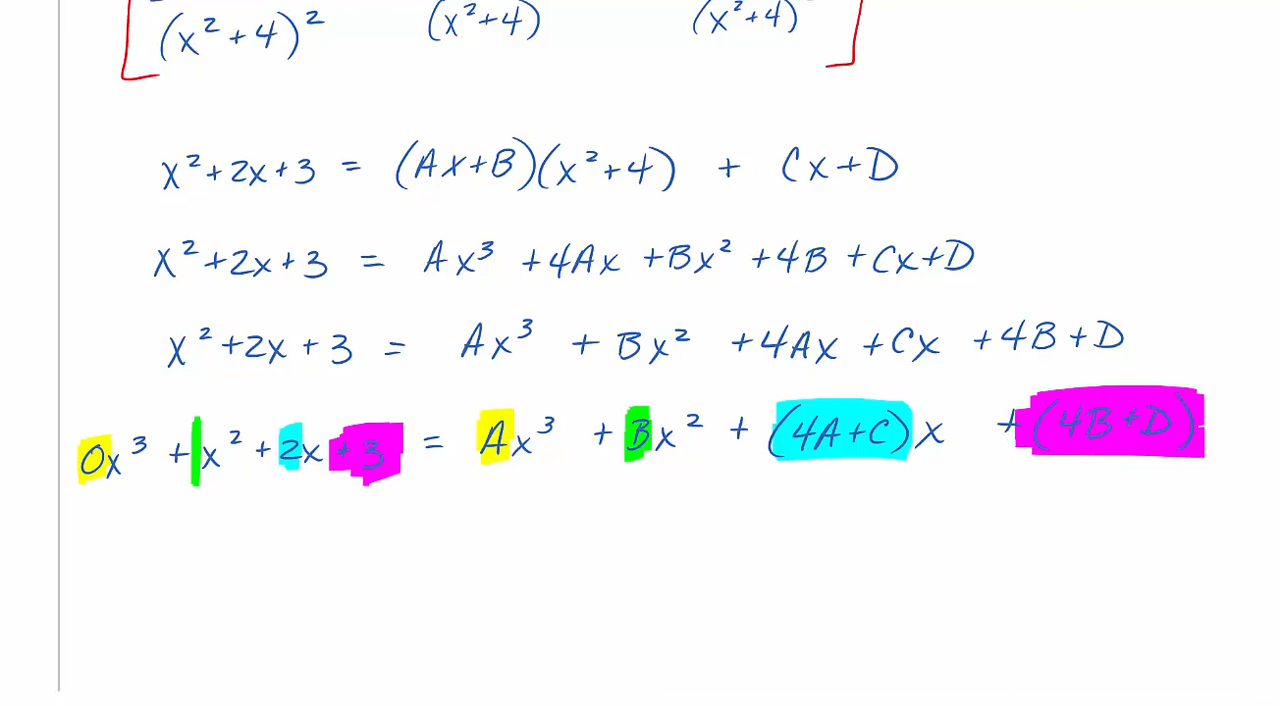 (x²+4)² (x²+4) (x²+4)
x²+2x+3 = (Ax+B)(x²+4) + Cx+D
x²+2x+3 = Ax³ +4Ax +Bx² +4B +Cx+D
x²+2x+3 = Ax³ + Bx² +4Ax +Cx +4B+D
0x³ +1x² +2x +3 = Ax³ + Bx² + (4A+C)x +(4B+D)